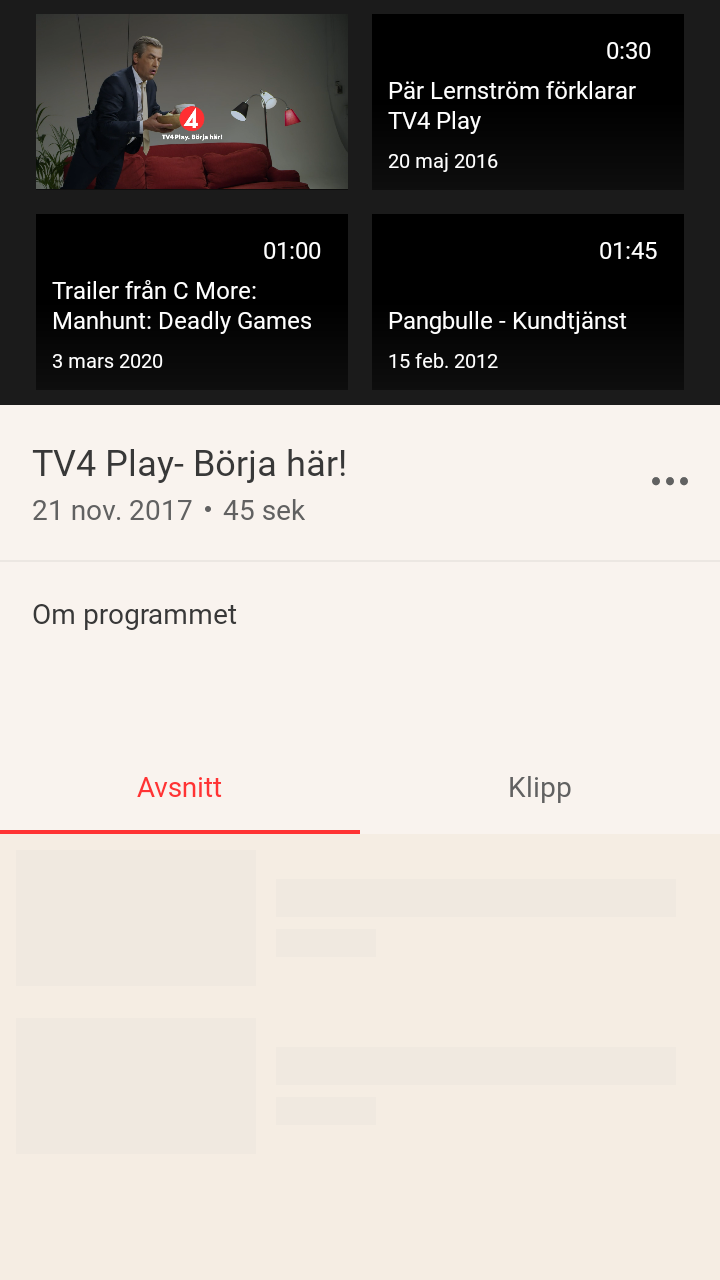 4
TV4 Play. Börja här!
0:30
Pär Lernström förklarar
TV4 Play
20 maj 2016
01:00
Trailer från C More:
Manhunt: Deadly Games
3 mars 2020
01:45
Pangbulle - Kundtjänst
15 feb. 2012
TV4 Play- Börja här!
21 nov. 2017 • 45 sek
Om programmet
Avsnitt
Klipp